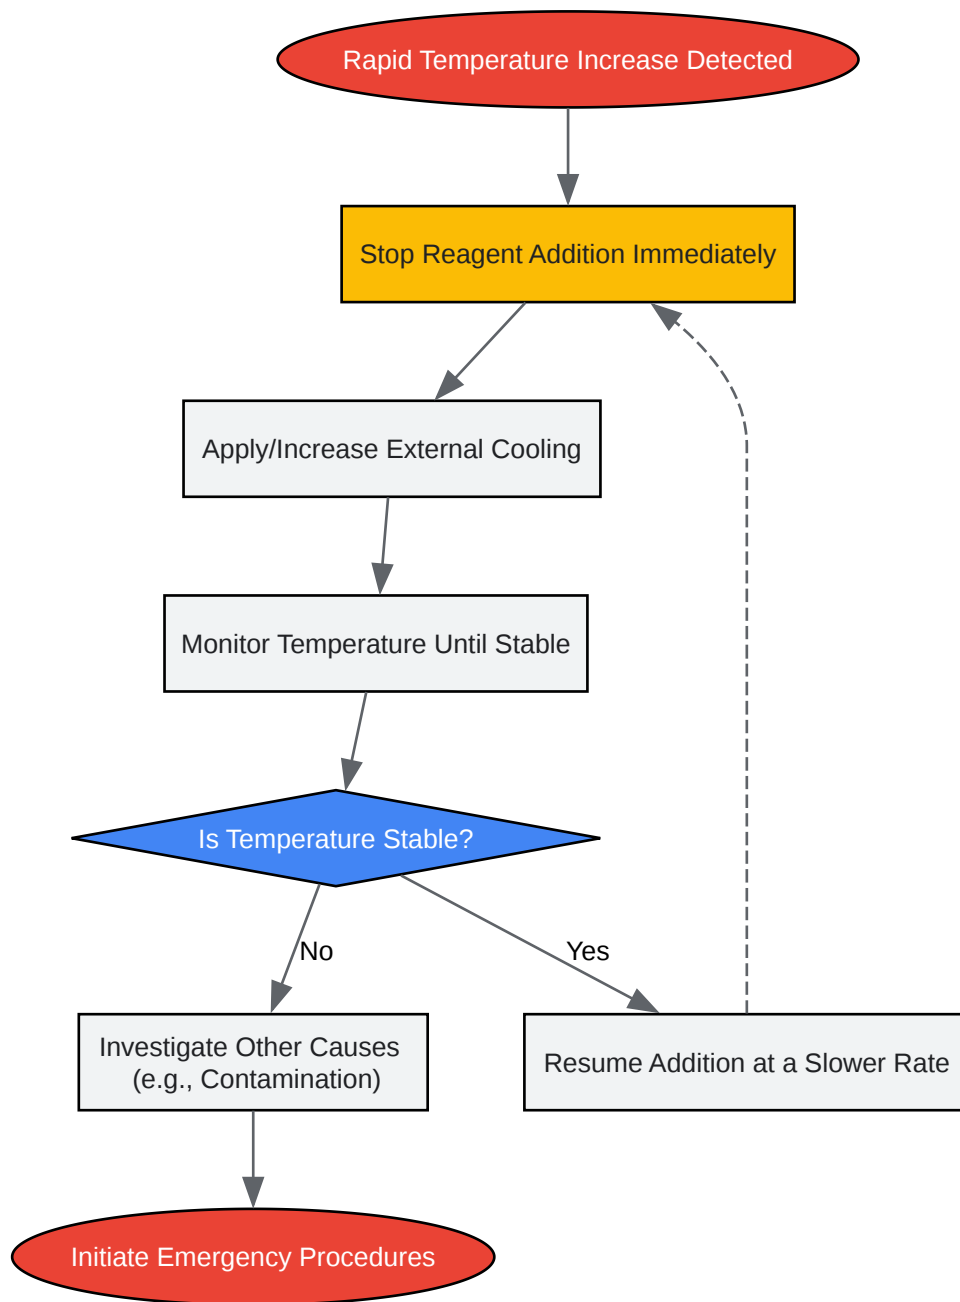 Rapid Temperature Increase Detected
Stop Reagent Addition Immediately
Apply/Increase External Cooling
Monitor Temperature Until Stable
Is Temperature Stable?
No
Yes
Investigate Other Causes
(e.g., Contamination)
Resume Addition at a Slower Rate
Initiate Emergency Procedures